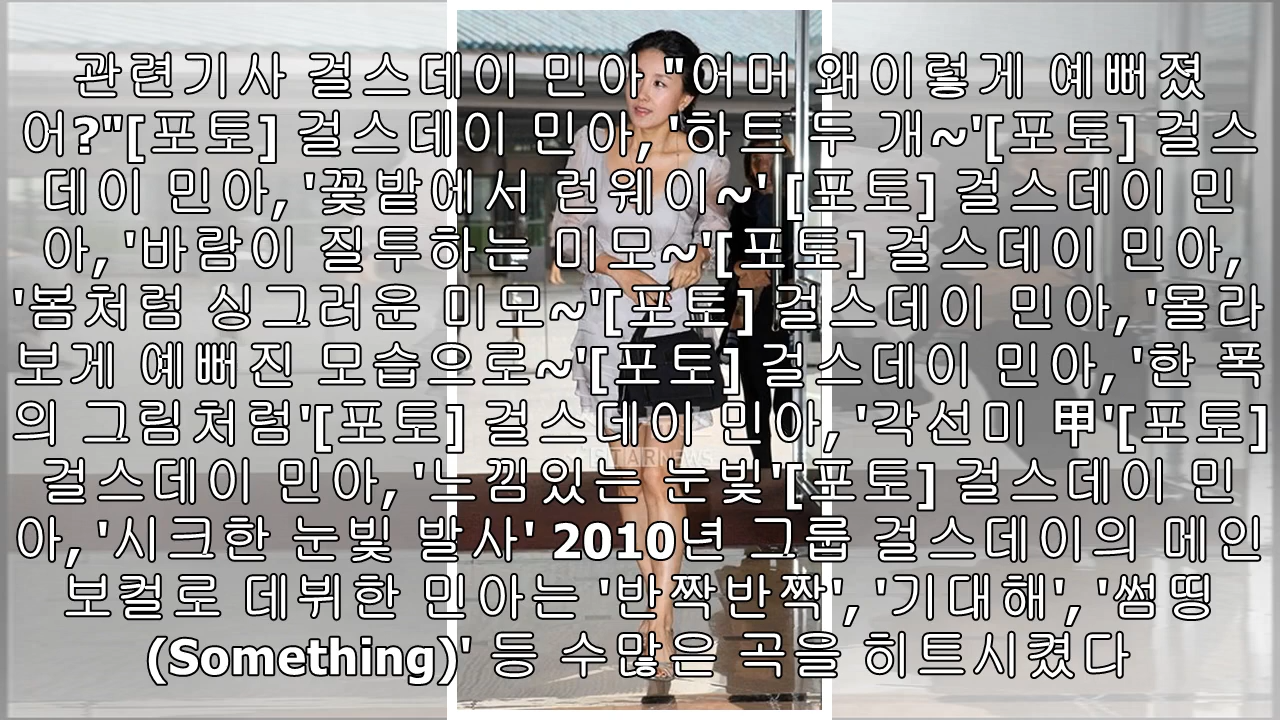 관련기사 걸스데이 민아 "어머 왜이렇게 예뻐졌
어?"[포토] 걸스데이 민아, '하트 두 개~'[포토] 걸스
데이 민아, '꽃밭에서 런웨이~' [포토] 걸스데이 민
아, '바람이 질투하는 미모~'[포토] 걸스데이 민아,
'봄처럼 싱그러운 미모~'[포토] 걸스데이 민아, '몰라
보게 예뻐진 모습으로~'[포토] 걸스데이 민아, '한 폭
의 그림처럼'[포토] 걸스데이 민아, '각선미 甲'[포토]
걸스데이 민아, '느낌있는 눈빛'[포토] 걸스데이 민
아, '시크한 눈빛 발사' 2010년 그룹 걸스데이의 메인
보컬로 데뷔한 민아는 '반짝반짝', '기대해', '썸띵
(Something)' 등 수많은 곡을 히트시켰다
STARNEWS